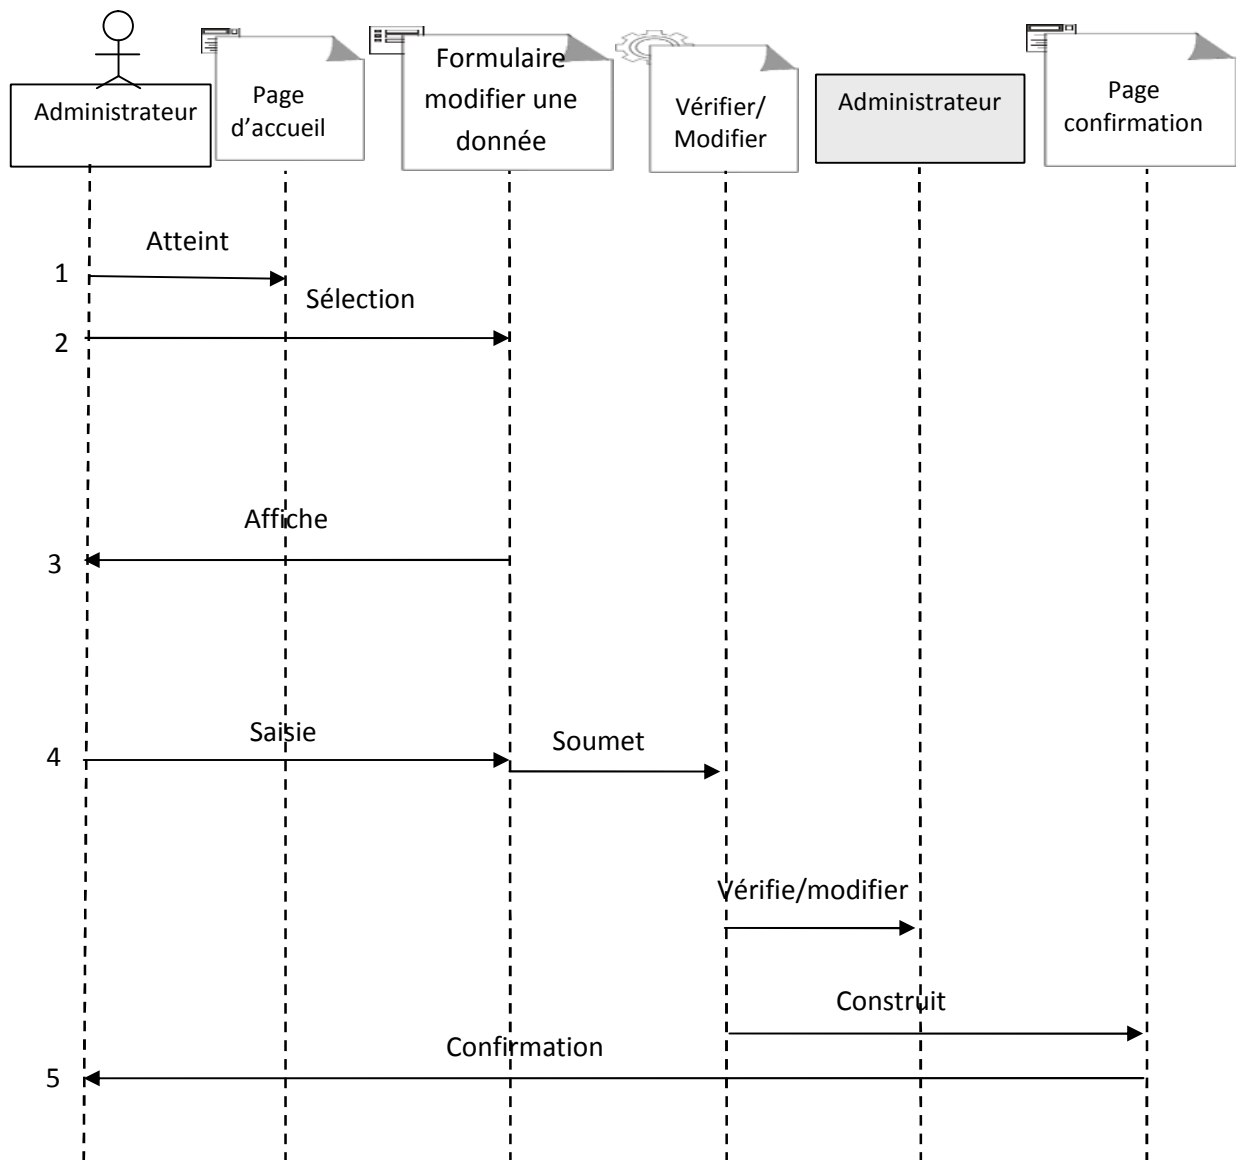 Administrateur
Page
d’accueil
Formulaire
modifier une
donnée
Vérifier/
Modifier
Administrateur
Page
confirmation
Atteint
1
Sélection
2
Affiche
3
Saisie
Soumet
4
Vérifie/modifier
Construit
Confirmation
5